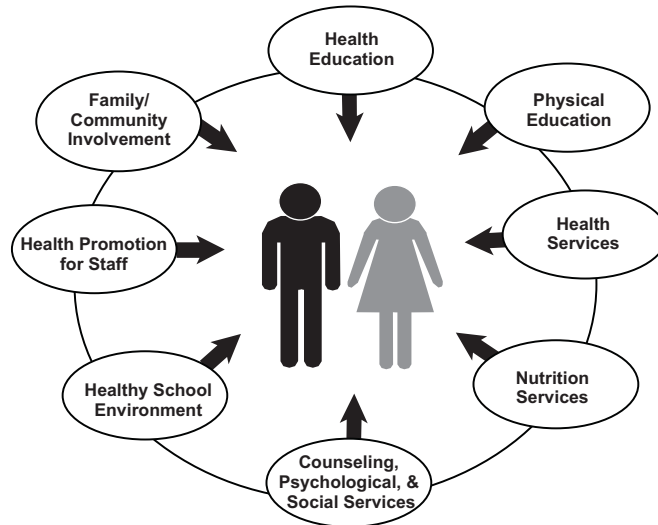 Health
Education
Physical
Education
Health
Services
Nutrition
Services
Counseling,
Psychological, &
Social Services
Healthy School
Environment
Health Promotion
for Staff
Family/
Community
Involvement